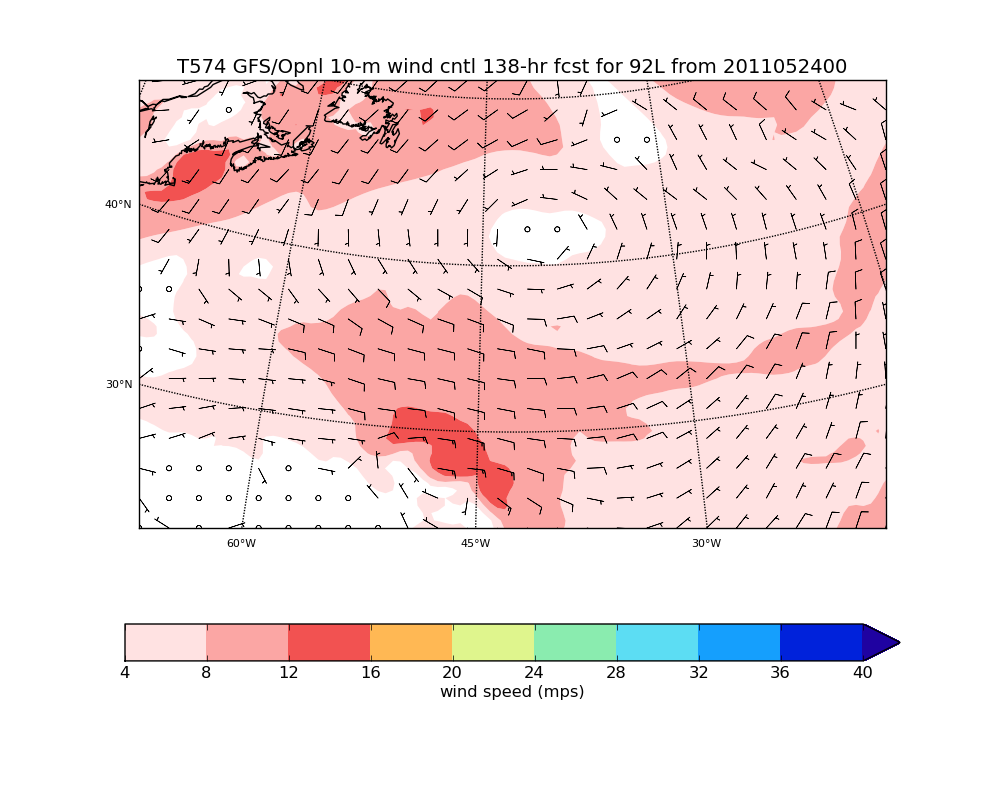 T574 GFS/Opnl 10-m wind cntl 138-hr fcst for 92L from 2011052400
40°N
30°N
60°W 45°W 30°W
4 8 12 16 20 24 28 32 36 40
wind speed (mps)